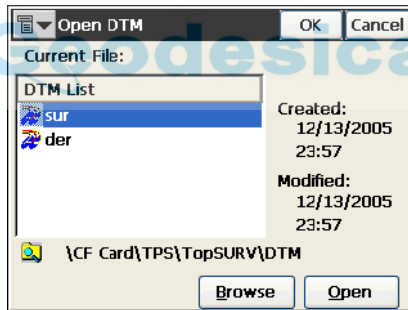 Open DTM
OK
Cancel
Geodesical
Current File:
DTM List
sur
der
Created:
12/13/2005
23:57
Modified:
12/13/2005
23:57
\CF Card\TPS\TopSURV\DTM
Browse
Open